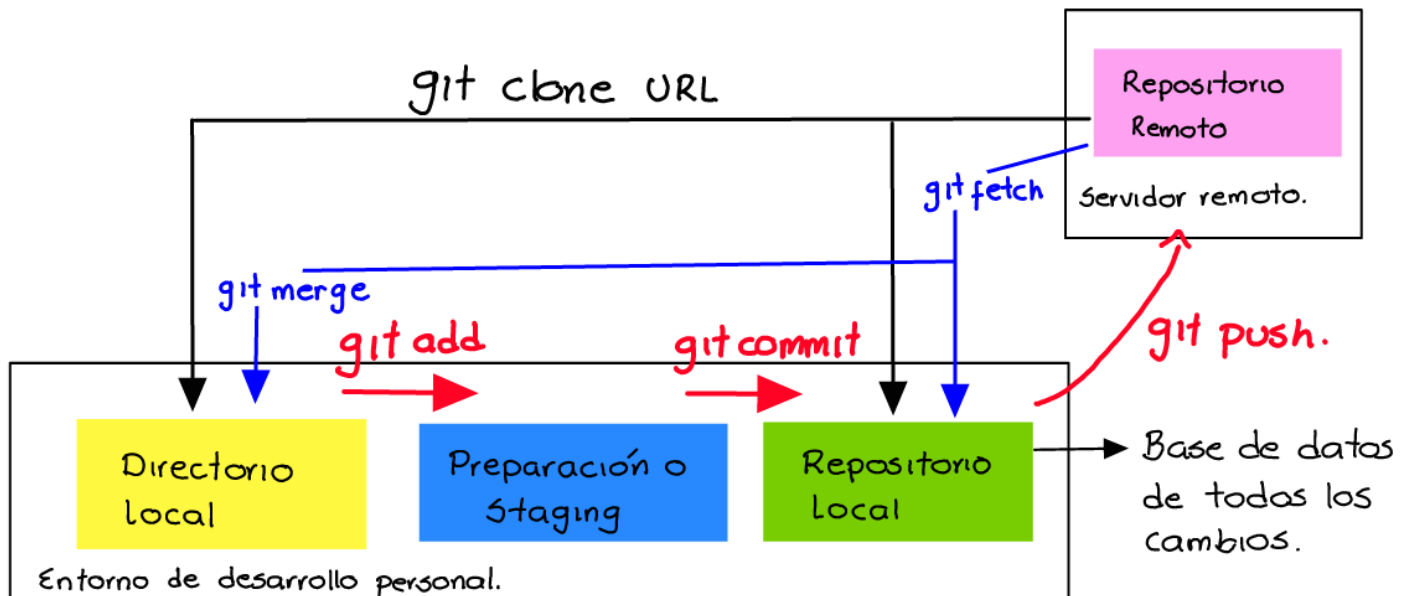 git clone URL
Repositorio
Remoto
Servidor remoto.
git fetch
git merge
git add
git commit
git push.
Directorio
local
Preparación o
Staging
Repositorio
Local
Base de datos
de todos los
cambios.
Entorno de desarrollo personal.